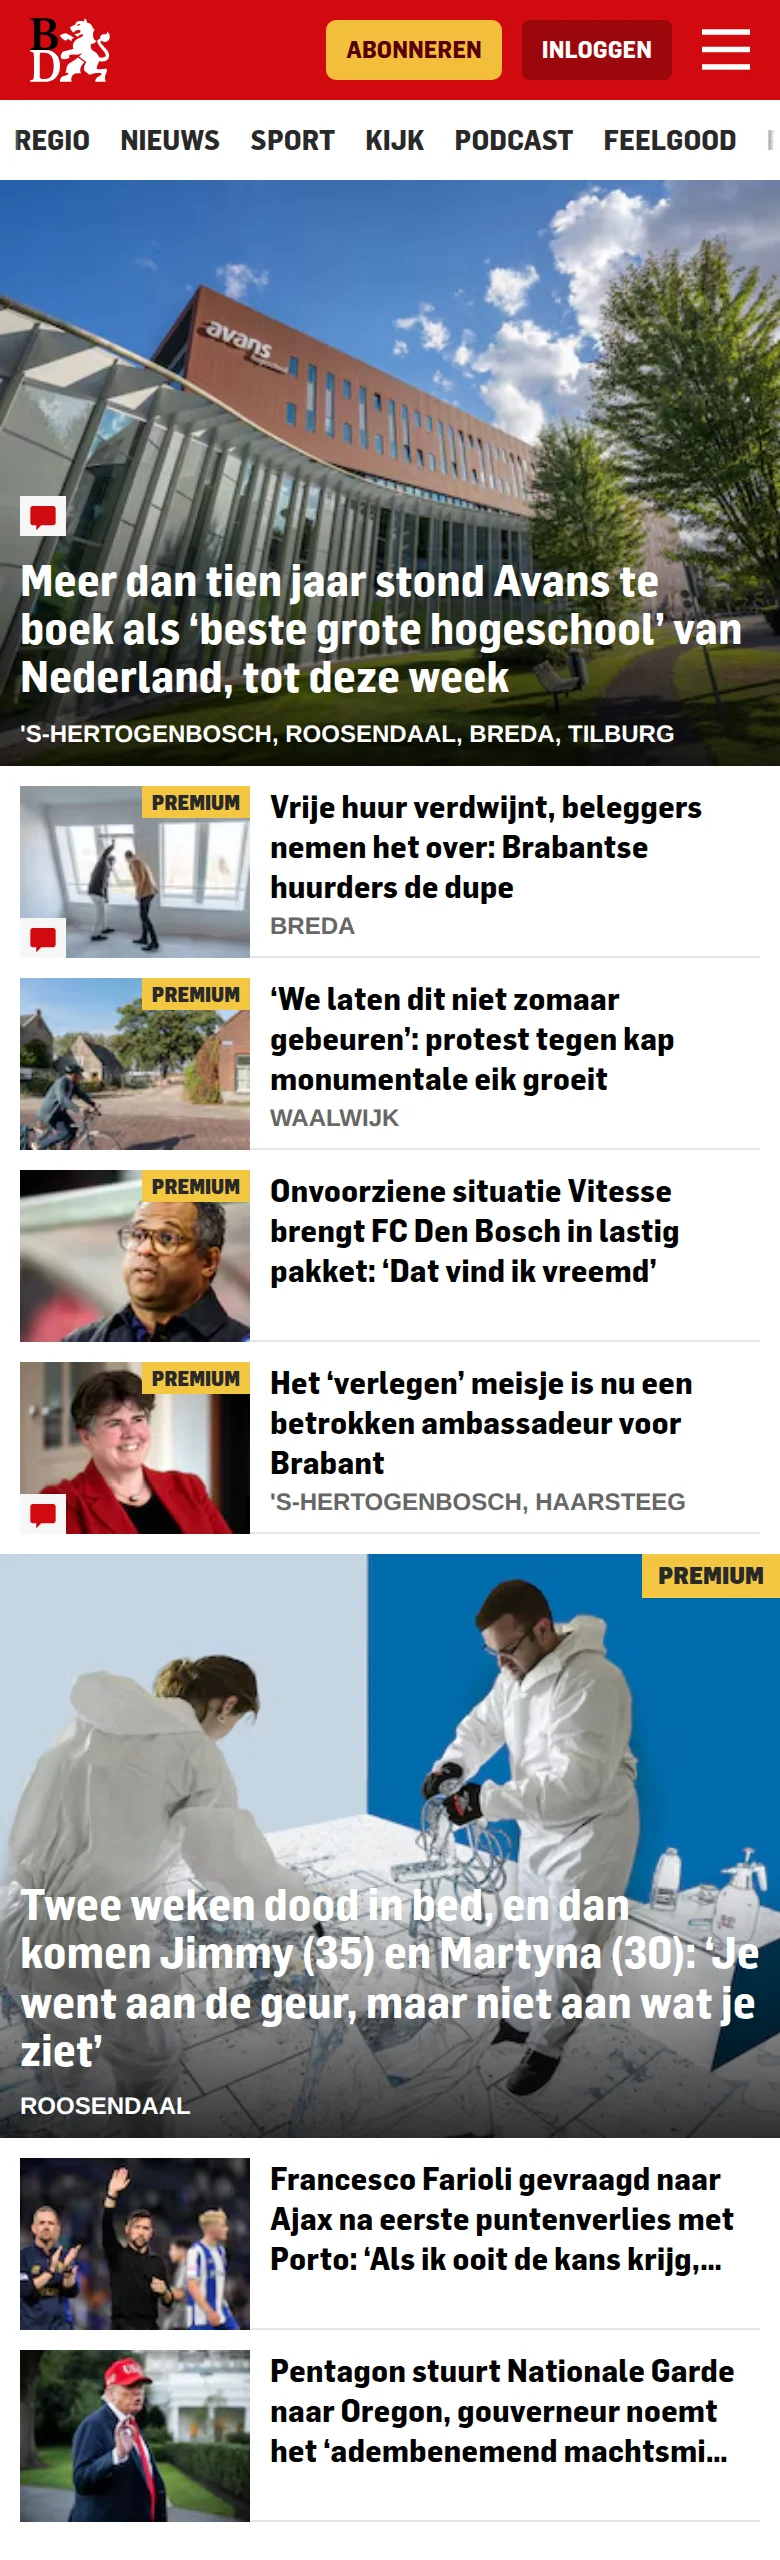 B
D
ABONNEREN
INLOGGEN
REGIO NIEUWS SPORT KIJK PODCAST FEELGOOD
avans
Meer dan tien jaar stond Avans te
boek als ‘beste grote hogeschool’ van
Nederland, tot deze week
'S-HERTOGENBOSCH, ROOSENDAAL, BREDA, TILBURG
PREMIUM
Vrije huur verdwijnt, beleggers
nemen het over: Brabantse
huurders de dupe
BREDA
PREMIUM
‘We laten dit niet zomaar
gebeuren’: protest tegen kap
monumentale eik groeit
WAALWIJK
PREMIUM
Onvoorziene situatie Vitesse
brengt FC Den Bosch in lastig
pakket: ‘Dat vind ik vreemd’
PREMIUM
Het ‘verlegen’ meisje is nu een
betrokken ambassadeur voor
Brabant
'S-HERTOGENBOSCH, HAARSTEEG
PREMIUM
Twee weken dood in bed, en dan
komen Jimmy (35) en Martyna (30): ‘Je
went aan de geur, maar niet aan wat je
ziet’
ROOSENDAAL
Francesco Farioli gevraagd naar
Ajax na eerste puntenverlies met
Porto: ‘Als ik ooit de kans krijg,...
Pentagon stuurt Nationale Garde
naar Oregon, gouverneur noemt
het ‘adembenemend machtsmi...